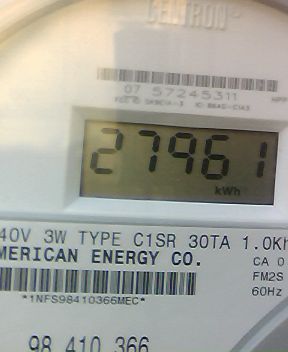 CENTRON
07 57245311
27961
kWh
40V 3W TYPE C1SR 30TA 1.0Kh
MERICAN ENERGY CO.
CA 0
FM2S
60Hz
*1NFS98410366MEC*
98 410 366